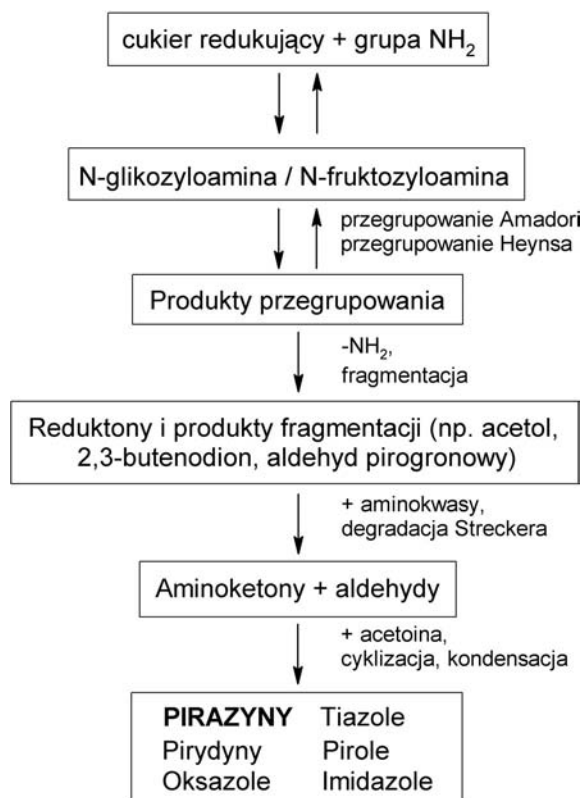 cukier redukujący + grupa NH₂
N-glikozyloamina / N-fruktozyloamina
przegrupowanie Amadori
przegrupowanie Heynsa
Produkty przegrupowania
-NH₂,
fragmentacja
Reduktony i produkty fragmentacji (np. acetol,
2,3-butenodion, aldehyd pirogronowy)
+ aminokwasy,
degradacja Streckera
Aminoketony + aldehydy
+ acetoina,
cyklizacja, kondensacja
PIRAZYNY Tiazole
Pirydyny Pirole
Oksazole Imidazole